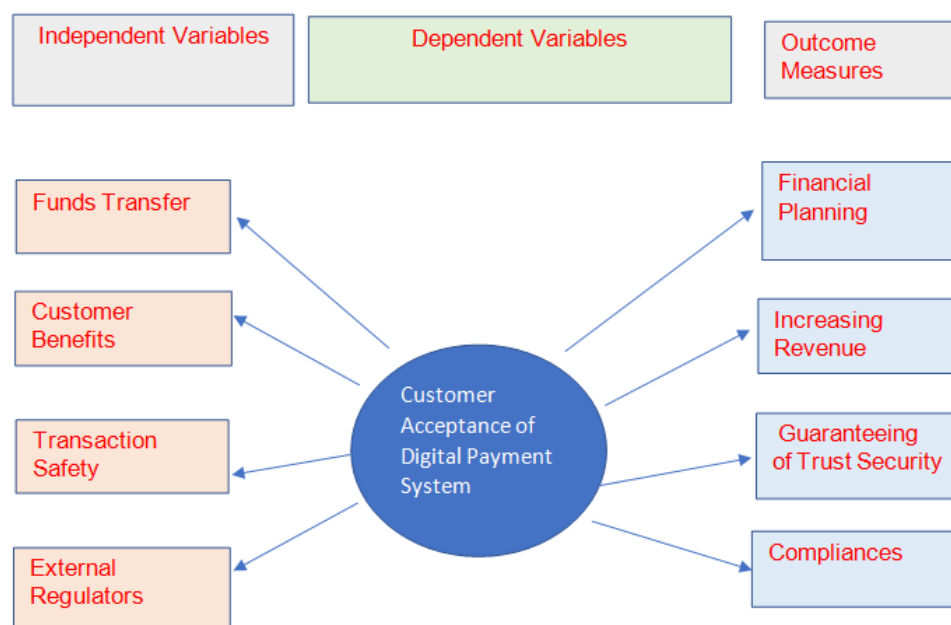 Independent Variables
Dependent Variables
Outcome
Measures
Funds Transfer
Financial
Planning
Customer
Benefits
Increasing
Revenue
Customer
Acceptance of
Digital Payment
System
Transaction
Safety
Guaranteeing
of Trust Security
External
Regulators
Compliances